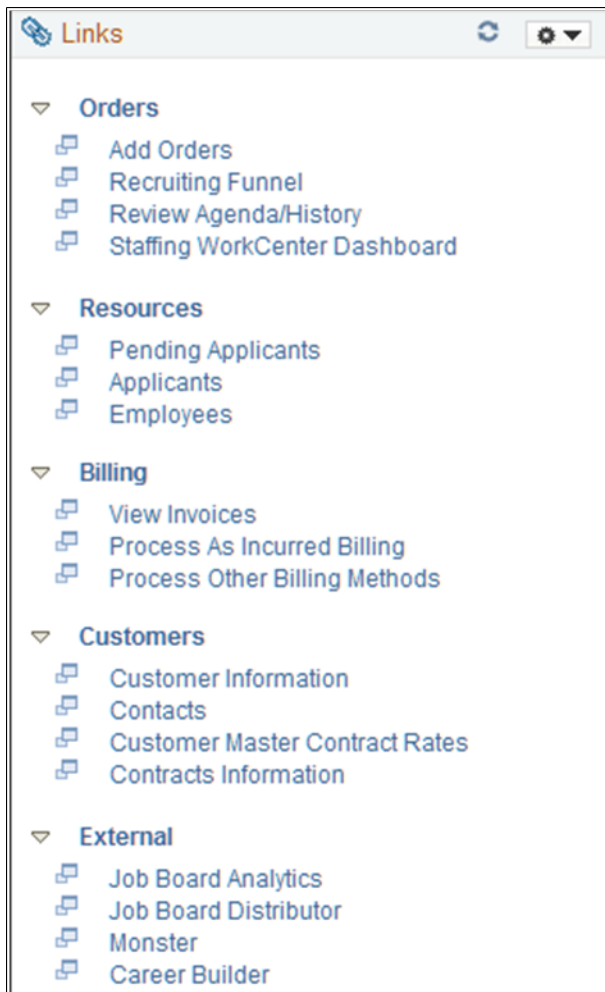 Links
Orders
Add Orders
Recruiting Funnel
Review Agenda/History
Staffing WorkCenter Dashboard
Resources
Pending Applicants
Applicants
Employees
Billing
View Invoices
Process As Incurred Billing
Process Other Billing Methods
Customers
Customer Information
Contacts
Customer Master Contract Rates
Contracts Information
External
Job Board Analytics
Job Board Distributor
Monster
Career Builder